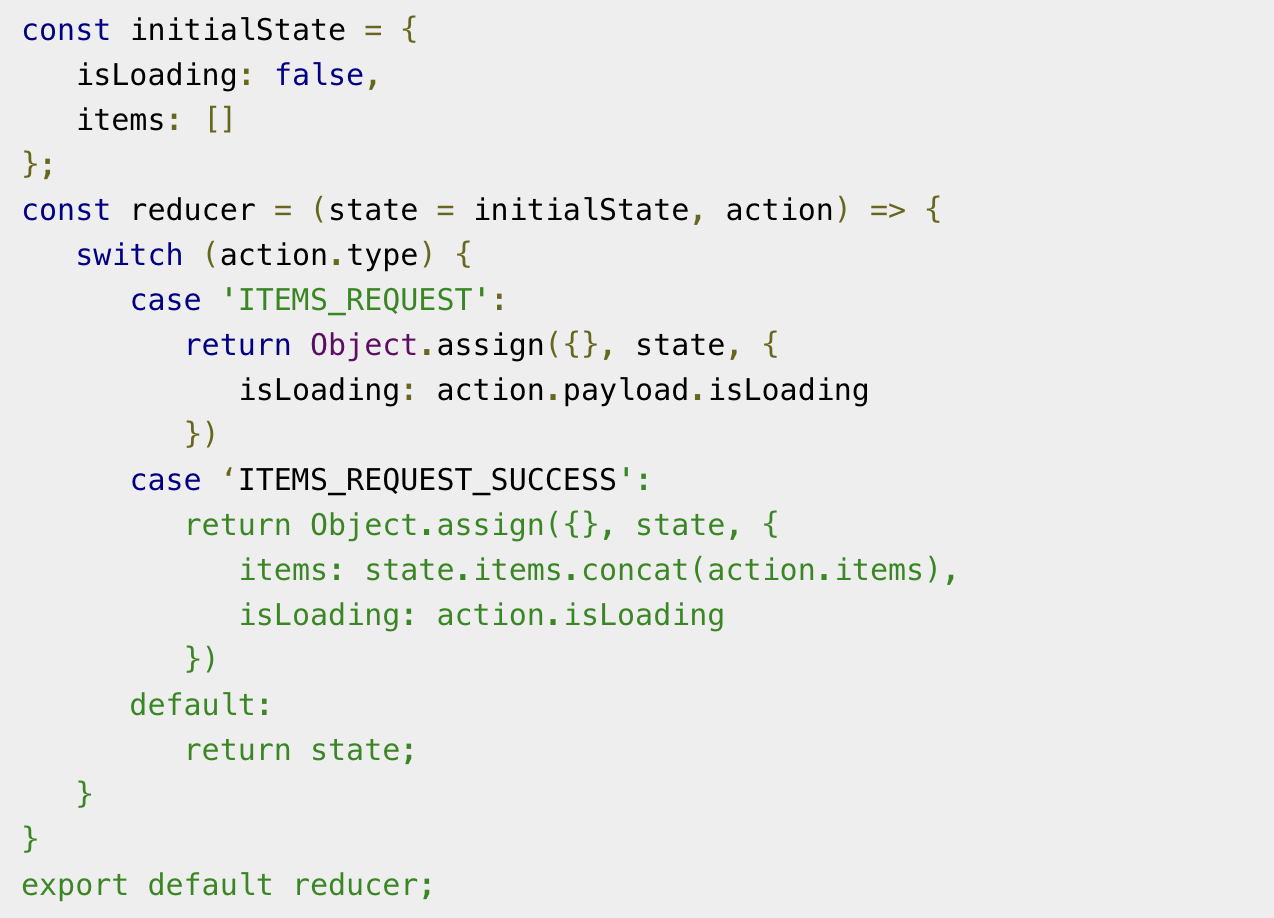 const initialState = {
   isLoading: false,
   items: []
};
const reducer = (state = initialState, action) => {
   switch (action.type) {
      case 'ITEMS_REQUEST':
         return Object.assign({}, state, {
            isLoading: action.payload.isLoading
         })
      case ‘ITEMS_REQUEST_SUCCESS':
         return Object.assign({}, state, {
            items: state.items.concat(action.items),
            isLoading: action.isLoading
         })
      default:
         return state;
   }
}
export default reducer;